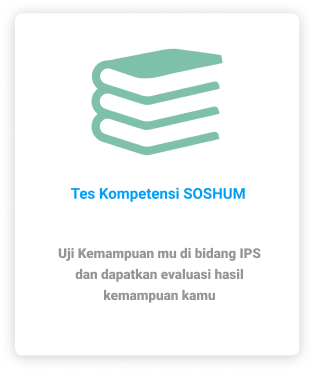 Tes Kompetensi SOSHUM
Uji Kemampuan mu di bidang IPS
dan dapatkan evaluasi hasil
kemampuan kamu